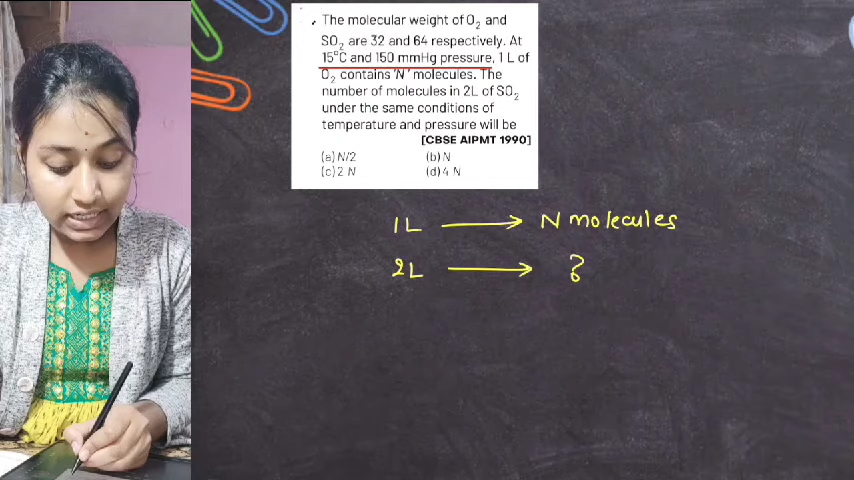 The molecular weight of O₂ and
SO₂ are 32 and 64 respectively. At
15°C and 150 mmHg pressure, 1 L of
O₂ contains 'N' molecules. The
number of molecules in 2L of SO₂
under the same conditions of
temperature and pressure will be
[CBSE AIPMT 1990]
(a) N/2 (b) N
(c) 2 N (d) 4 N
1L → N molecules
2L → ?